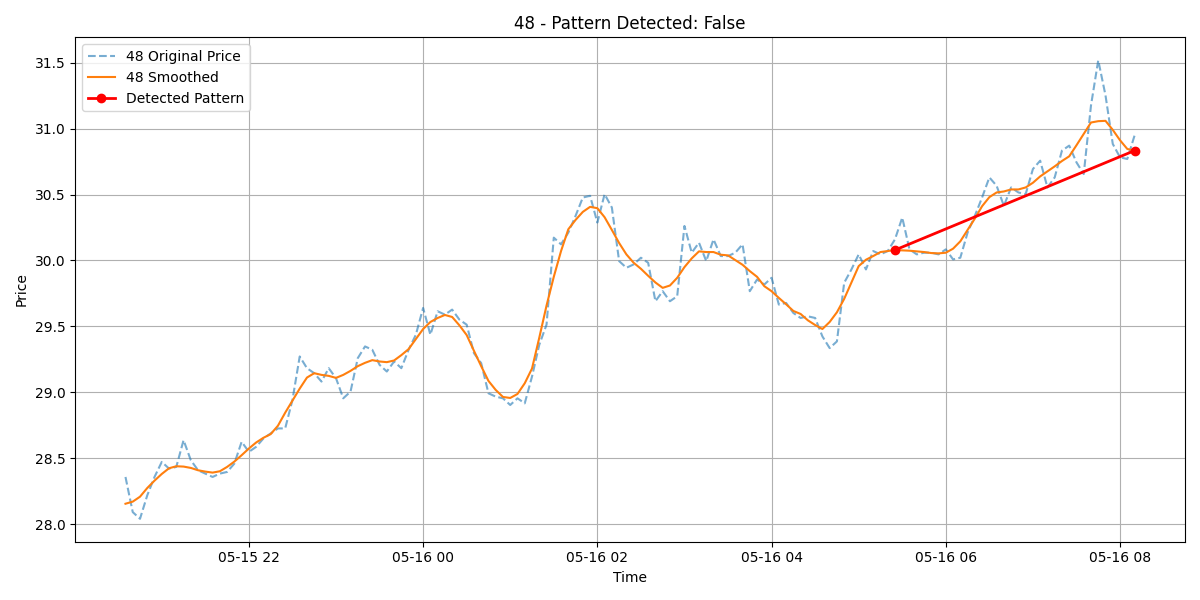 48 - Pattern Detected: False
48 Original Price
48 Smoothed
Detected Pattern
Price
31.5
31.0
30.5
30.0
29.5
29.0
28.5
28.0
05-15 22
05-16 00
05-16 02
05-16 04
05-16 06
05-16 08
Time